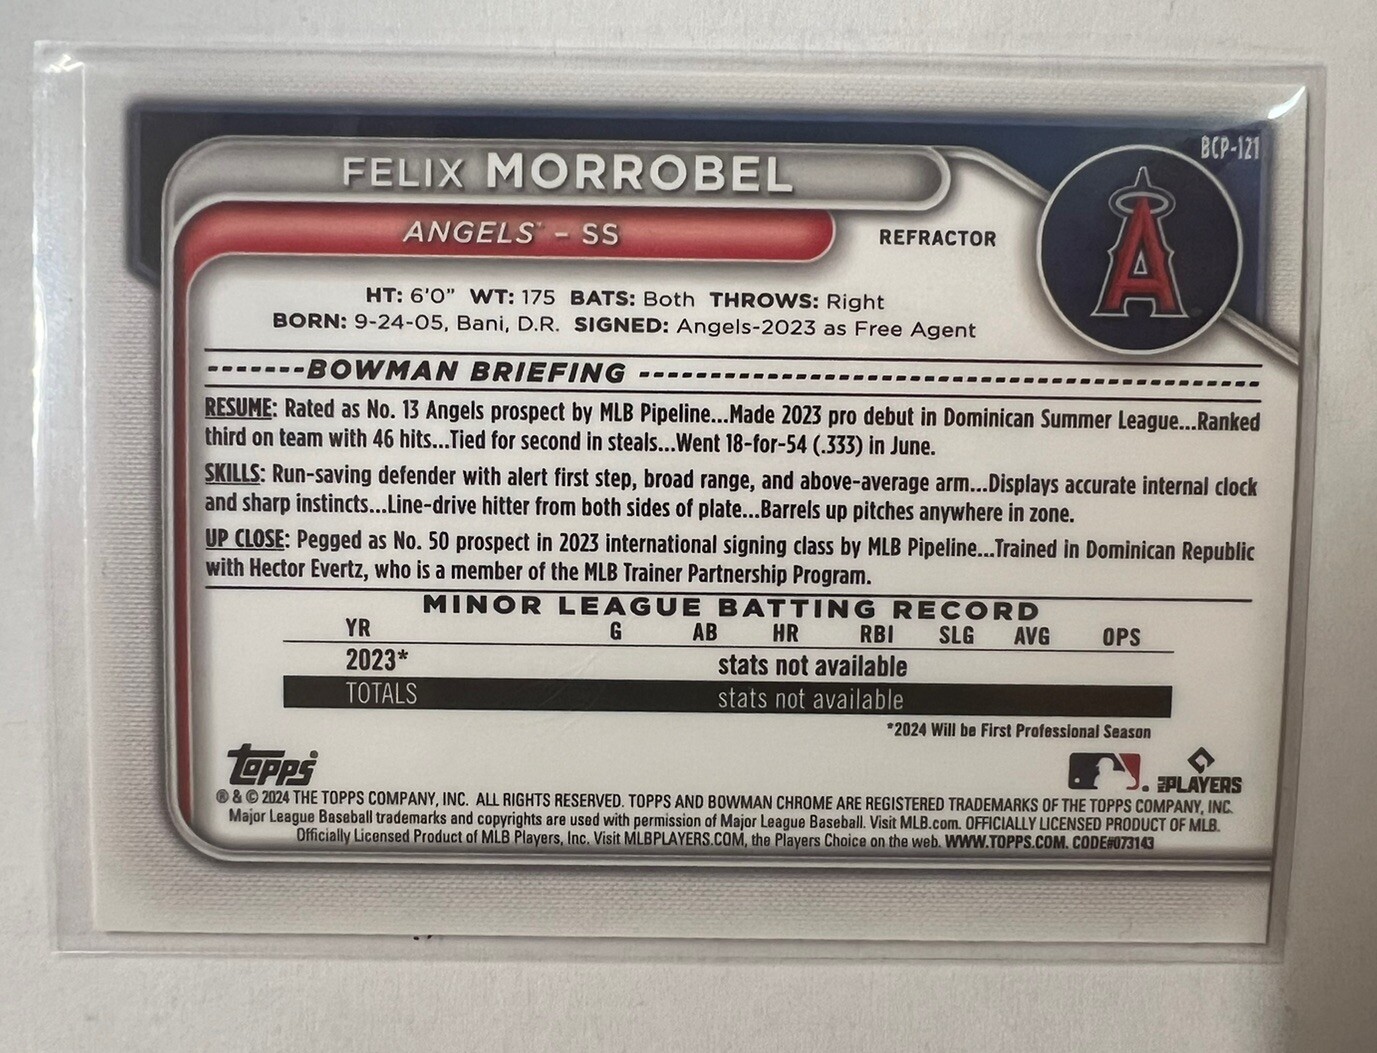 BCP-121
FELIX MORROBEL
ANGELS - SS
REFRACTOR
A
HT: 6'0" WT: 175 BATS: Both THROWS: Right
BORN: 9-24-05, Bani, D.R. SIGNED: Angels-2023 as Free Agent
BOWMAN BRIEFING
RESUME: Rated as No. 13 Angels prospect by MLB Pipeline...Made 2023 pro debut in Dominican Summer League...Ranked
third on team with 46 hits...Tied for second in steals...Went 18-for-54 (.333) in June.
SKILLS: Run-saving defender with alert first step, broad range, and above-average arm...Displays accurate internal clock
and sharp instincts...Line-drive hitter from both sides of plate...Barrels up pitches anywhere in zone.
UP CLOSE: Pegged as No. 50 prospect in 2023 international signing class by MLB Pipeline...Trained in Dominican Republic
with Hector Evertz, who is a member of the MLB Trainer Partnership Program.
MINOR LEAGUE BATTING RECORD
YR G AB HR RBI SLG AVG OPS
2023* stats not available
TOTALS stats not available
*2024 Will be First Professional Season
Topps
MLB PLAYERS
® & © 2024 THE TOPPS COMPANY, INC. ALL RIGHTS RESERVED. TOPPS AND BOWMAN CHROME ARE REGISTERED TRADEMARKS OF THE TOPPS COMPANY, INC.
Major League Baseball trademarks and copyrights are used with permission of Major League Baseball. Visit MLB.com. OFFICIALLY LICENSED PRODUCT OF MLB.
Officially Licensed Product of MLB Players, Inc. Visit MLBPLAYERS.COM, the Players Choice on the web. WWW.TOPPS.COM. CODE#073143